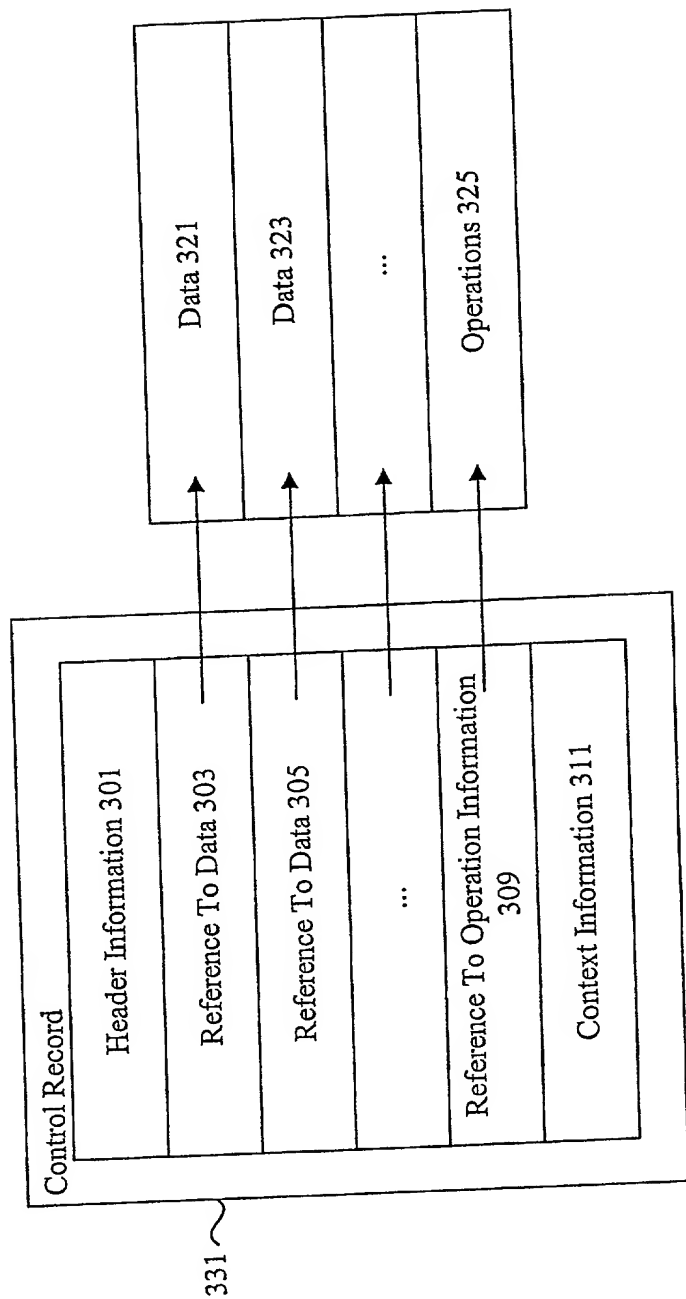 Control Record
Header Information 301
Reference To Data 303
Reference To Data 305
...
Reference To Operation Information
309
Context Information 311
331
Data 321
Data 323
...
Operations 325